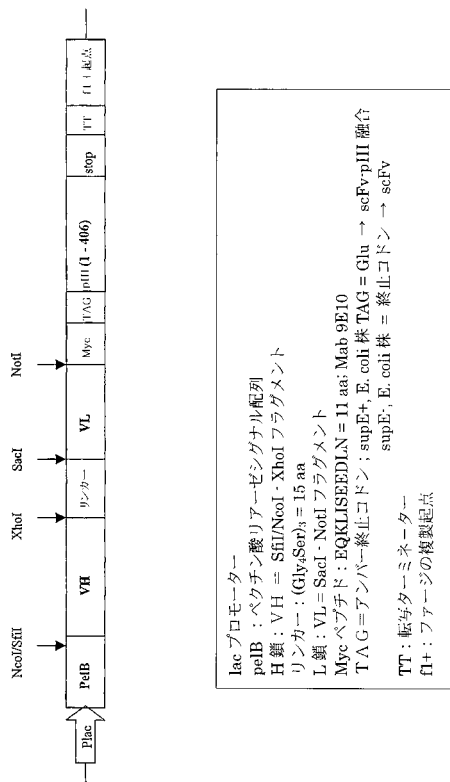 NcoI/SfiI
XhoI
SacI
NotI
Plac
PelB
VH
リンカー
VL
Myc
TAG
pIII (1 - 406)
stop
TT
f1+ 起点
lac プロモーター
pelB ：ペクチン酸リアーゼシグナル配列
H 鎖 : VH = SfiI/NcoI - XhoI フラグメント
リンカー : (Gly4Ser)3 = 15 aa
L 鎖 : VL = SacI - NotI フラグメント
Myc ペプチド : EQKLISEEDLN = 11 aa; Mab 9E10
TAG=アンバー終止コドン ; supE+, E. coli 株 TAG = Glu → scFv-pIII 融合
supE-, E. coli 株 = 終止コドン → scFv
TT: 転写ターミネーター
f1+ : ファージの複製起点